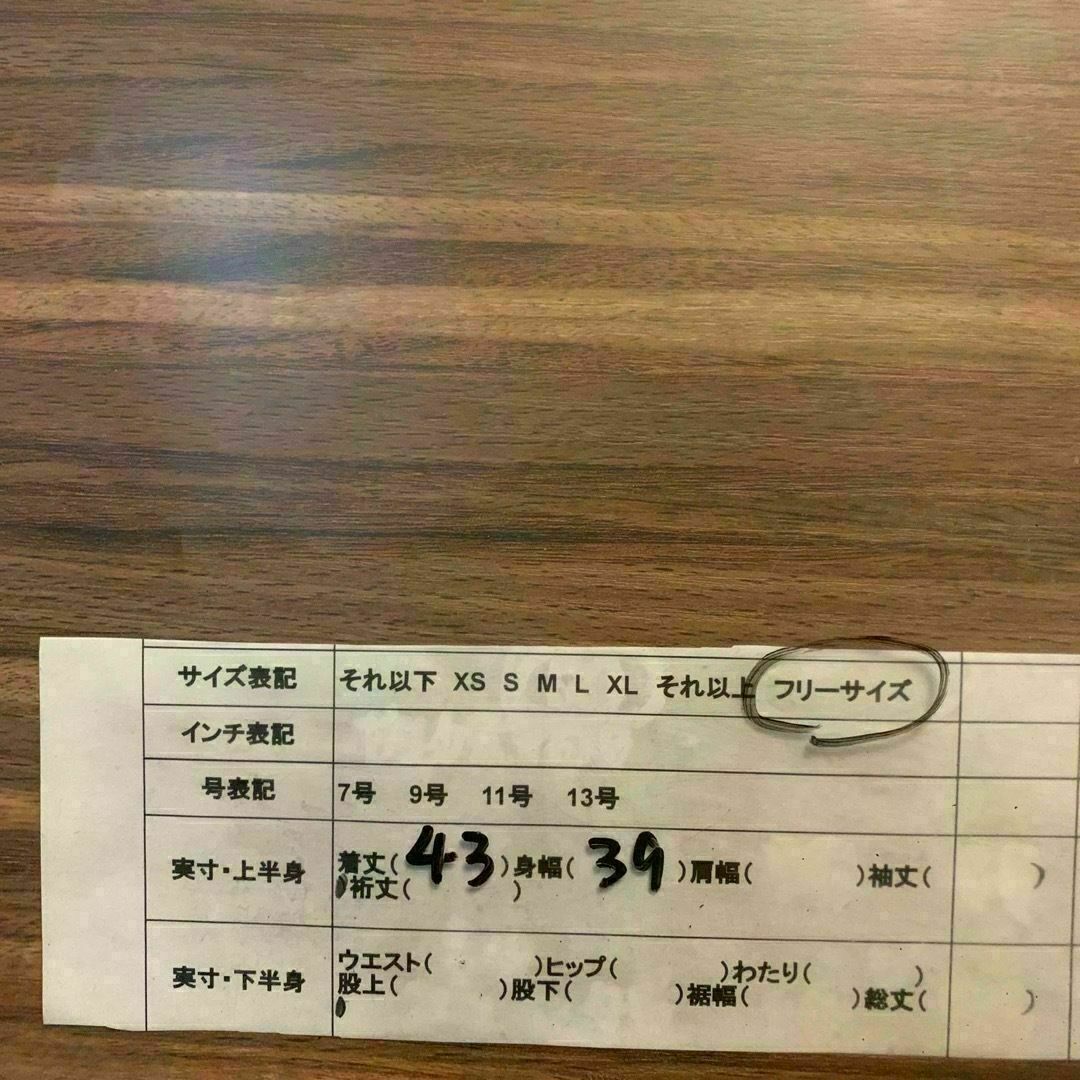 サイズ表記 それ以下 XS S M L XL それ以上 フリーサイズ
インチ表記
号表記 7号 9号 11号 13号
実寸・上半身 着丈(43)身幅(39)肩幅( )袖丈( )
)裄丈( )
実寸・下半身 ウエスト( )ヒップ( )わたり( )
股上( )股下( )裾幅( )総丈( )
)